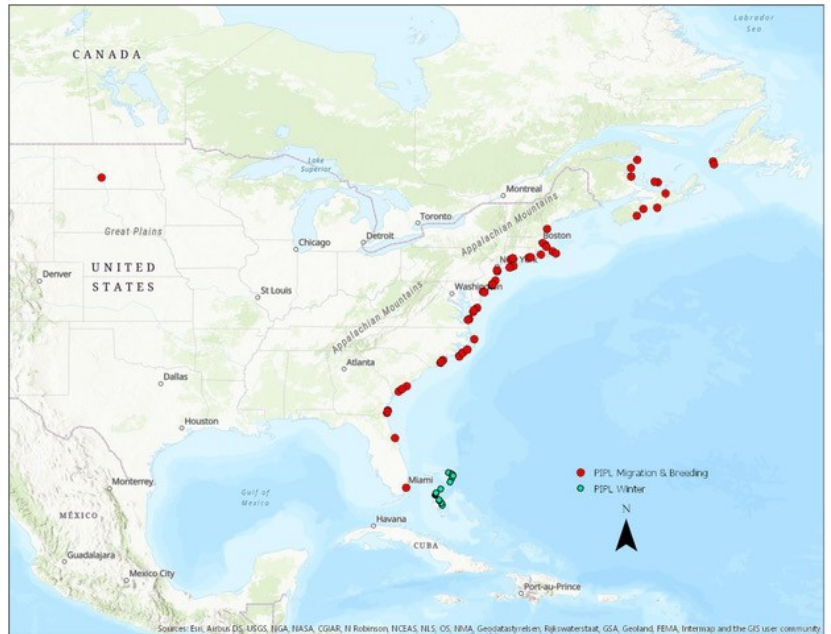 Labrador
Sea
CANADA
Lake
Superior
Montreal
Great Plains
Toronto
Appalachian Mountains
Boston
Chicago
Detroit
New York
Denver
UNITED
STATES
St Louis
Washington
Appalachian Mountains
Atlanta
Dallas
Houston
PIPL Migration & Breeding
Miami
PIPL Winter
Monterrey
Gulf of
Mexico
N
MÉXICO
Havana
CUBA
Guadalajara
Mexico City
Port-au-Prince
Sources: Esri, Airbus DS, USGS, NGA, NASA, CGIAR, N Robinson, NCEAS, NLS, OS, NMA, Geodatastyrelsen, Rijkswaterstaat, GSA, Geoland, FEMA, Intermap and the GIS user community